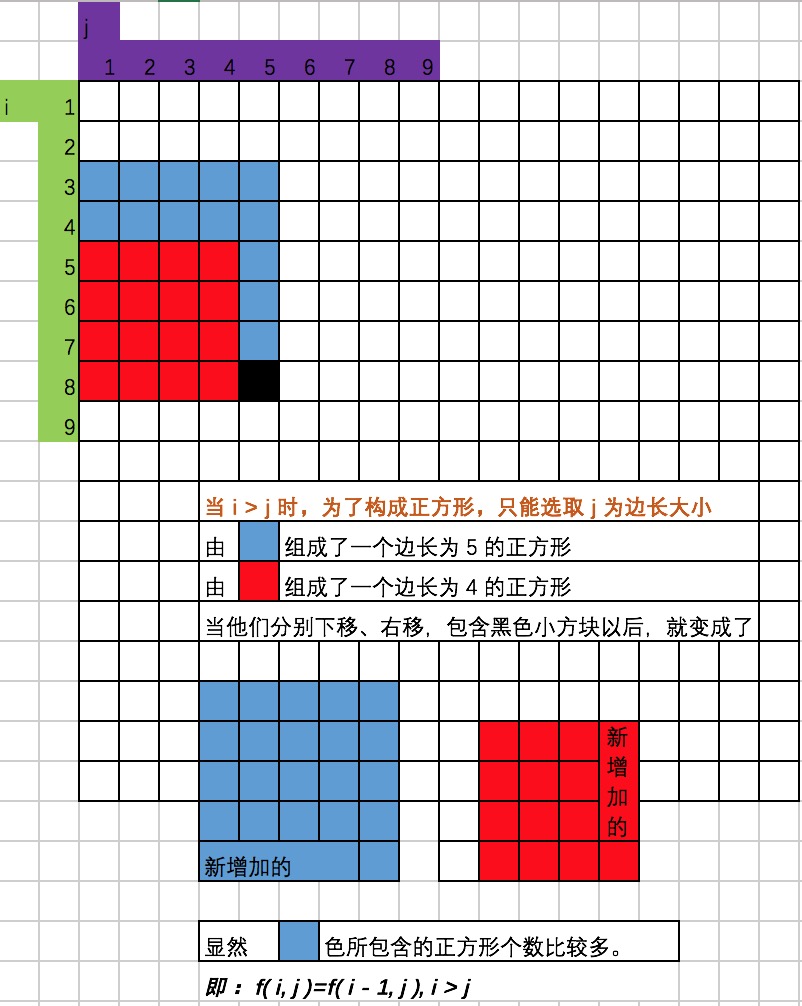 j
1 2 3 4 5 6 7 8 9
i 1
2
3
4
5
6
7
8
9
当 i > j 时，为了构成正方形，只能选取 j 为边长大小
由 组成了一个边长为 5 的正方形
由 组成了一个边长为 4 的正方形
当他们分别下移、右移，包含黑色小方块以后，就变成了
新增加的
新增加的
显然 色所包含的正方形个数比较多。
即：f( i, j )=f( i - 1, j ), i > j